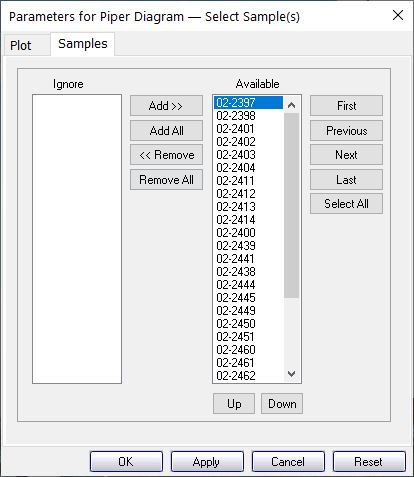 Parameters for Piper Diagram — Select Sample(s)
Plot
Samples
Ignore
Available
Add >>
Add All
<< Remove
Remove All
02-2397
02-2398
02-2401
02-2402
02-2403
02-2404
02-2411
02-2412
02-2413
02-2414
02-2400
02-2439
02-2441
02-2438
02-2444
02-2445
02-2449
02-2450
02-2451
02-2460
02-2461
02-2462
First
Previous
Next
Last
Select All
Up
Down
OK
Apply
Cancel
Reset